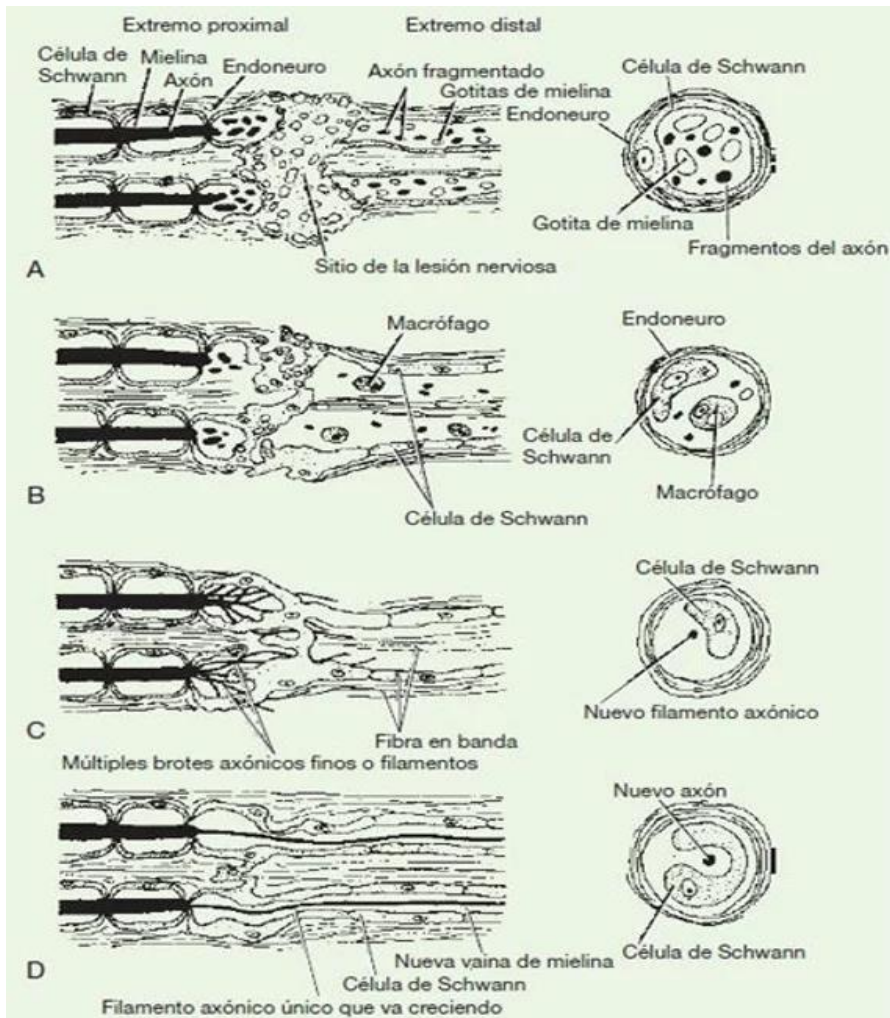 Extremo proximal
Extremo distal
Célula de
Schwann
Mielina
Axón
Endoneuro
Axón fragmentado
Gotitas de mielina
Endoneuro
Célula de Schwann
Gotita de mielina
Fragmentos del axón
Sitio de la lesión nerviosa
A
Macrófago
Célula de Schwann
Endoneuro
Célula de
Schwann
Macrófago
B
Célula de Schwann
Nuevo filamento axónico
Fibra en banda
C
Múltiples brotes axónicos finos o filamentos
Nuevo axón
Célula de Schwann
Nueva vaina de mielina
Célula de Schwann
D
Filamento axónico único que va creciendo